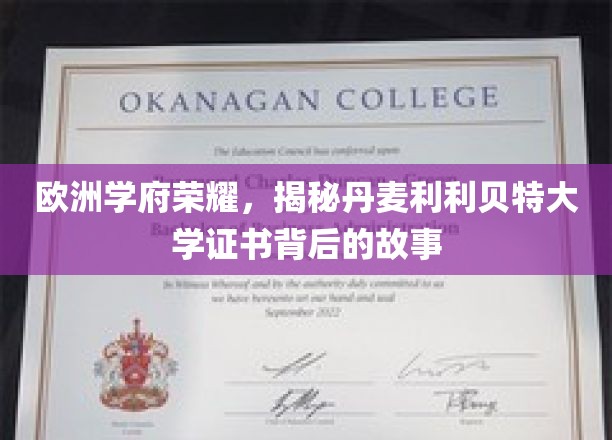 OKANAGAN COLLEGE
The Education Council has conferred upon
欧洲学府荣耀，揭秘丹麦利利贝特大
学证书背后的故事
In Witness Whereof and by the authority duly committed to us
we have hereunto set our hand and seal
September 2022